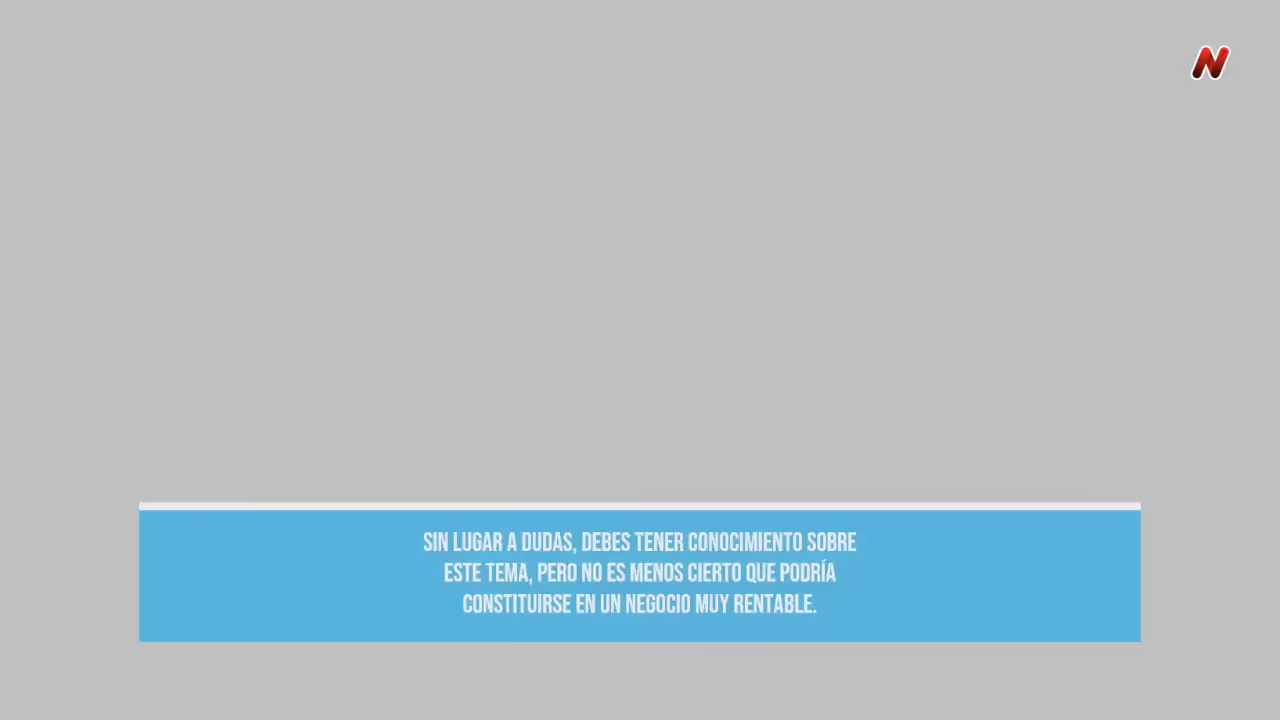 N
SIN LUGAR A DUDAS, DEBES TENER CONOCIMIENTO SOBRE
ESTE TEMA, PERO NO ES MENOS CIERTO QUE PODRÍA
CONSTITUIRSE EN UN NEGOCIO MUY RENTABLE.